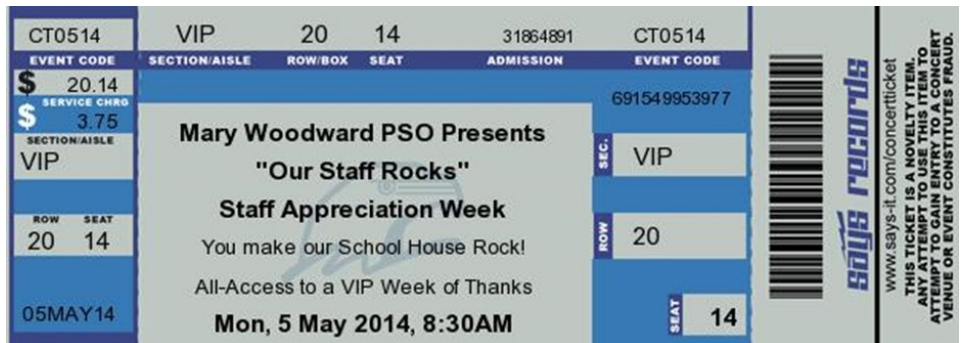 CT0514
EVENT CODE
$ 20.14
SERVICE CHRG
$ 3.75
SECTION/AISLE
VIP
ROW SEAT
20 14
05MAY14
VIP 20 14 31864891 CT0514
SECTION/AISLE ROW/BOX SEAT ADMISSION EVENT CODE
691549953977
Mary Woodward PSO Presents
"Our Staff Rocks"
Staff Appreciation Week
You make our School House Rock!
All-Access to a VIP Week of Thanks
Mon, 5 May 2014, 8:30AM
SEC. VIP
ROW 20
SEAT 14
says records
www.says-it.com/concertticket
THIS TICKET IS A NOVELTY ITEM.
ANY ATTEMPT TO USE THIS ITEM TO
ATTEMPT TO GAIN ENTRY TO A CONCERT
VENUE OR EVENT CONSTITUTES FRAUD.